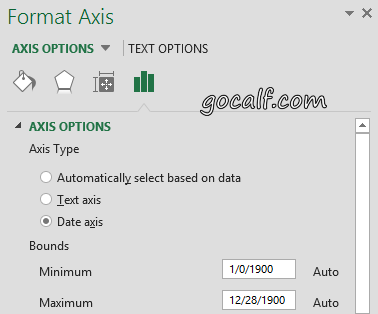 Format Axis
AXIS OPTIONS TEXT OPTIONS
gocalf.com
AXIS OPTIONS
Axis Type
Automatically select based on data
Text axis
Date axis
Bounds
Minimum 1/0/1900 Auto
Maximum 12/28/1900 Auto